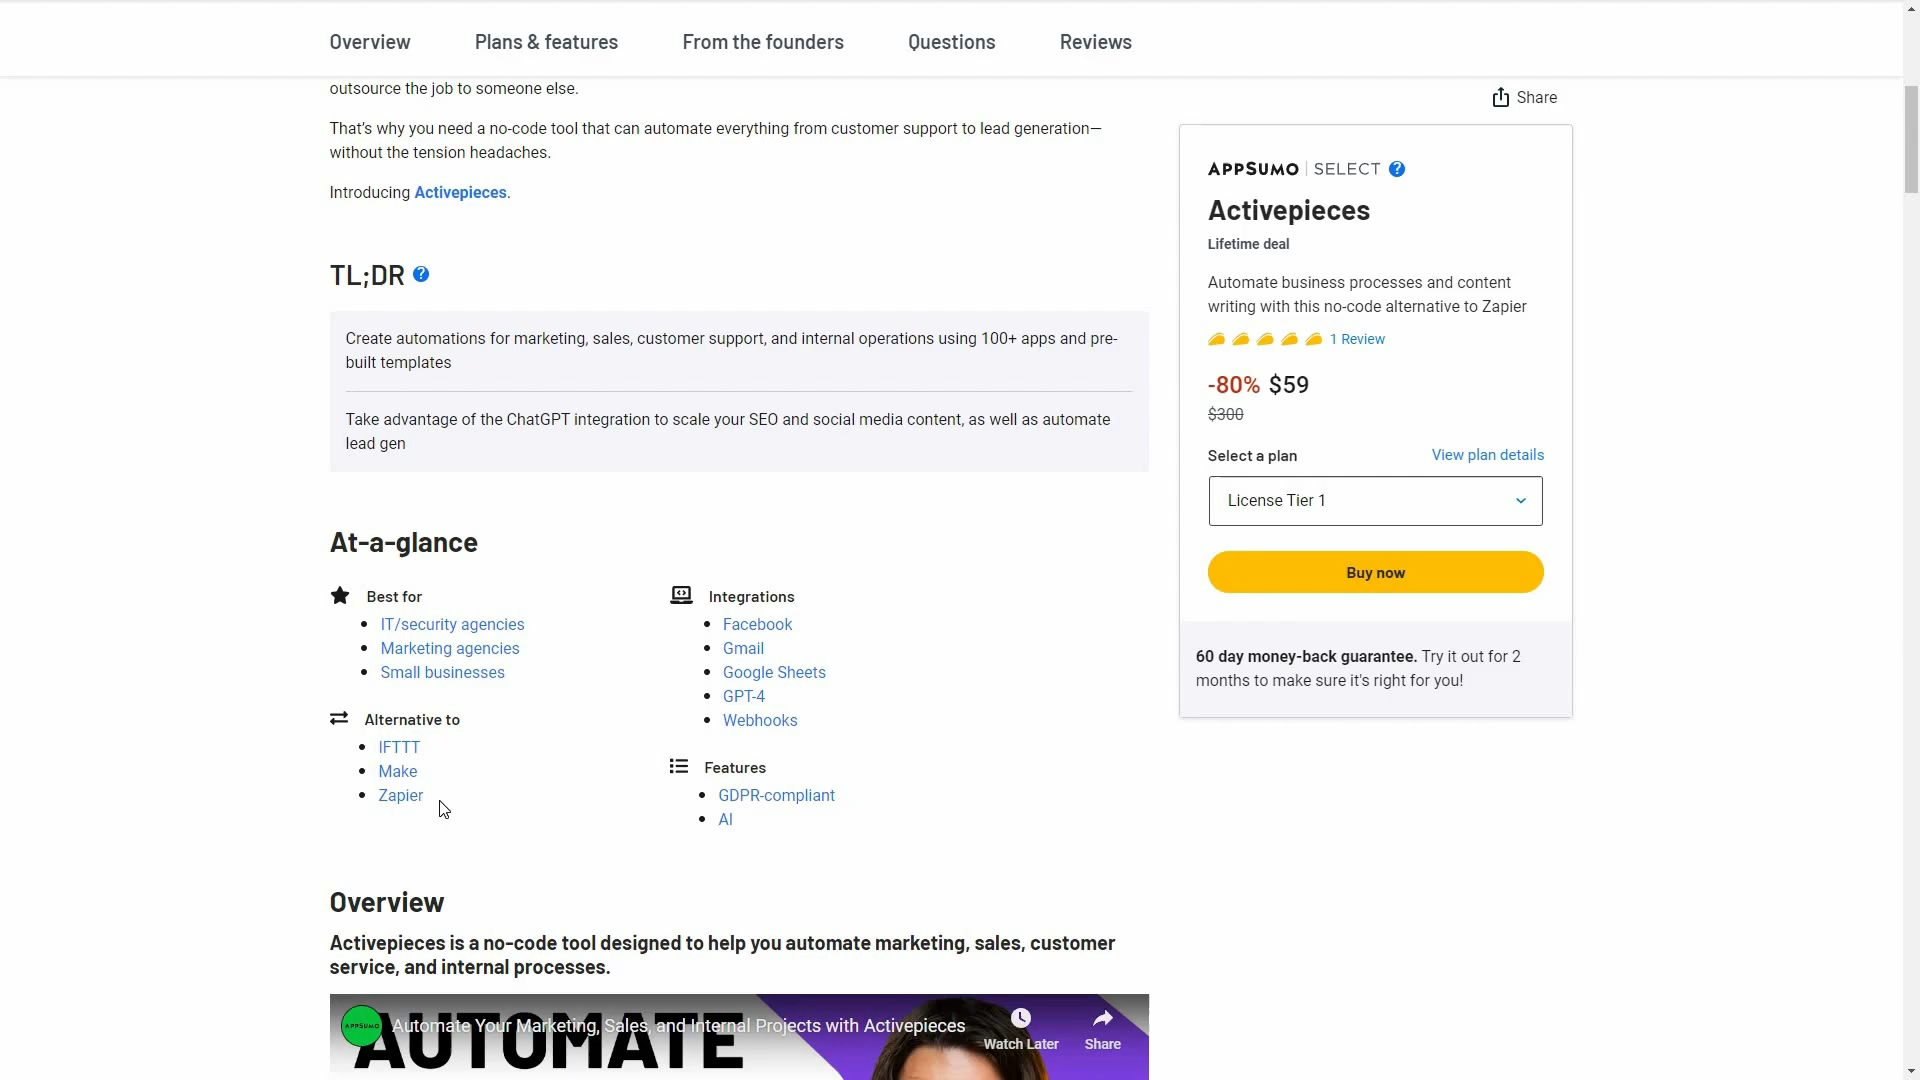 Overview
Plans & features
From the founders
Questions
Reviews
outsource the job to someone else.
That's why you need a no-code tool that can automate everything from customer support to lead generation—
without the tension headaches.
Introducing Activepieces.
TL;DR ?
Create automations for marketing, sales, customer support, and internal operations using 100+ apps and pre-
built templates
Take advantage of the ChatGPT integration to scale your SEO and social media content, as well as automate
lead gen
At-a-glance
Best for
IT/security agencies
Marketing agencies
Small businesses
Alternative to
IFTTT
Make
Zapier
Integrations
Facebook
Gmail
Google Sheets
GPT-4
Webhooks
Features
GDPR-compliant
AI
Overview
Activepieces is a no-code tool designed to help you automate marketing, sales, customer
service, and internal processes.
APPSUMO
Automate Your Marketing, Sales, and Internal Projects with Activepieces
AUTOMATE
Watch Later
Share
Share
APPSUMO | SELECT ?
Activepieces
Lifetime deal
Automate business processes and content
writing with this no-code alternative to Zapier
1 Review
-80% $59
$300
Select a plan
View plan details
License Tier 1
Buy now
60 day money-back guarantee. Try it out for 2
months to make sure it's right for you!